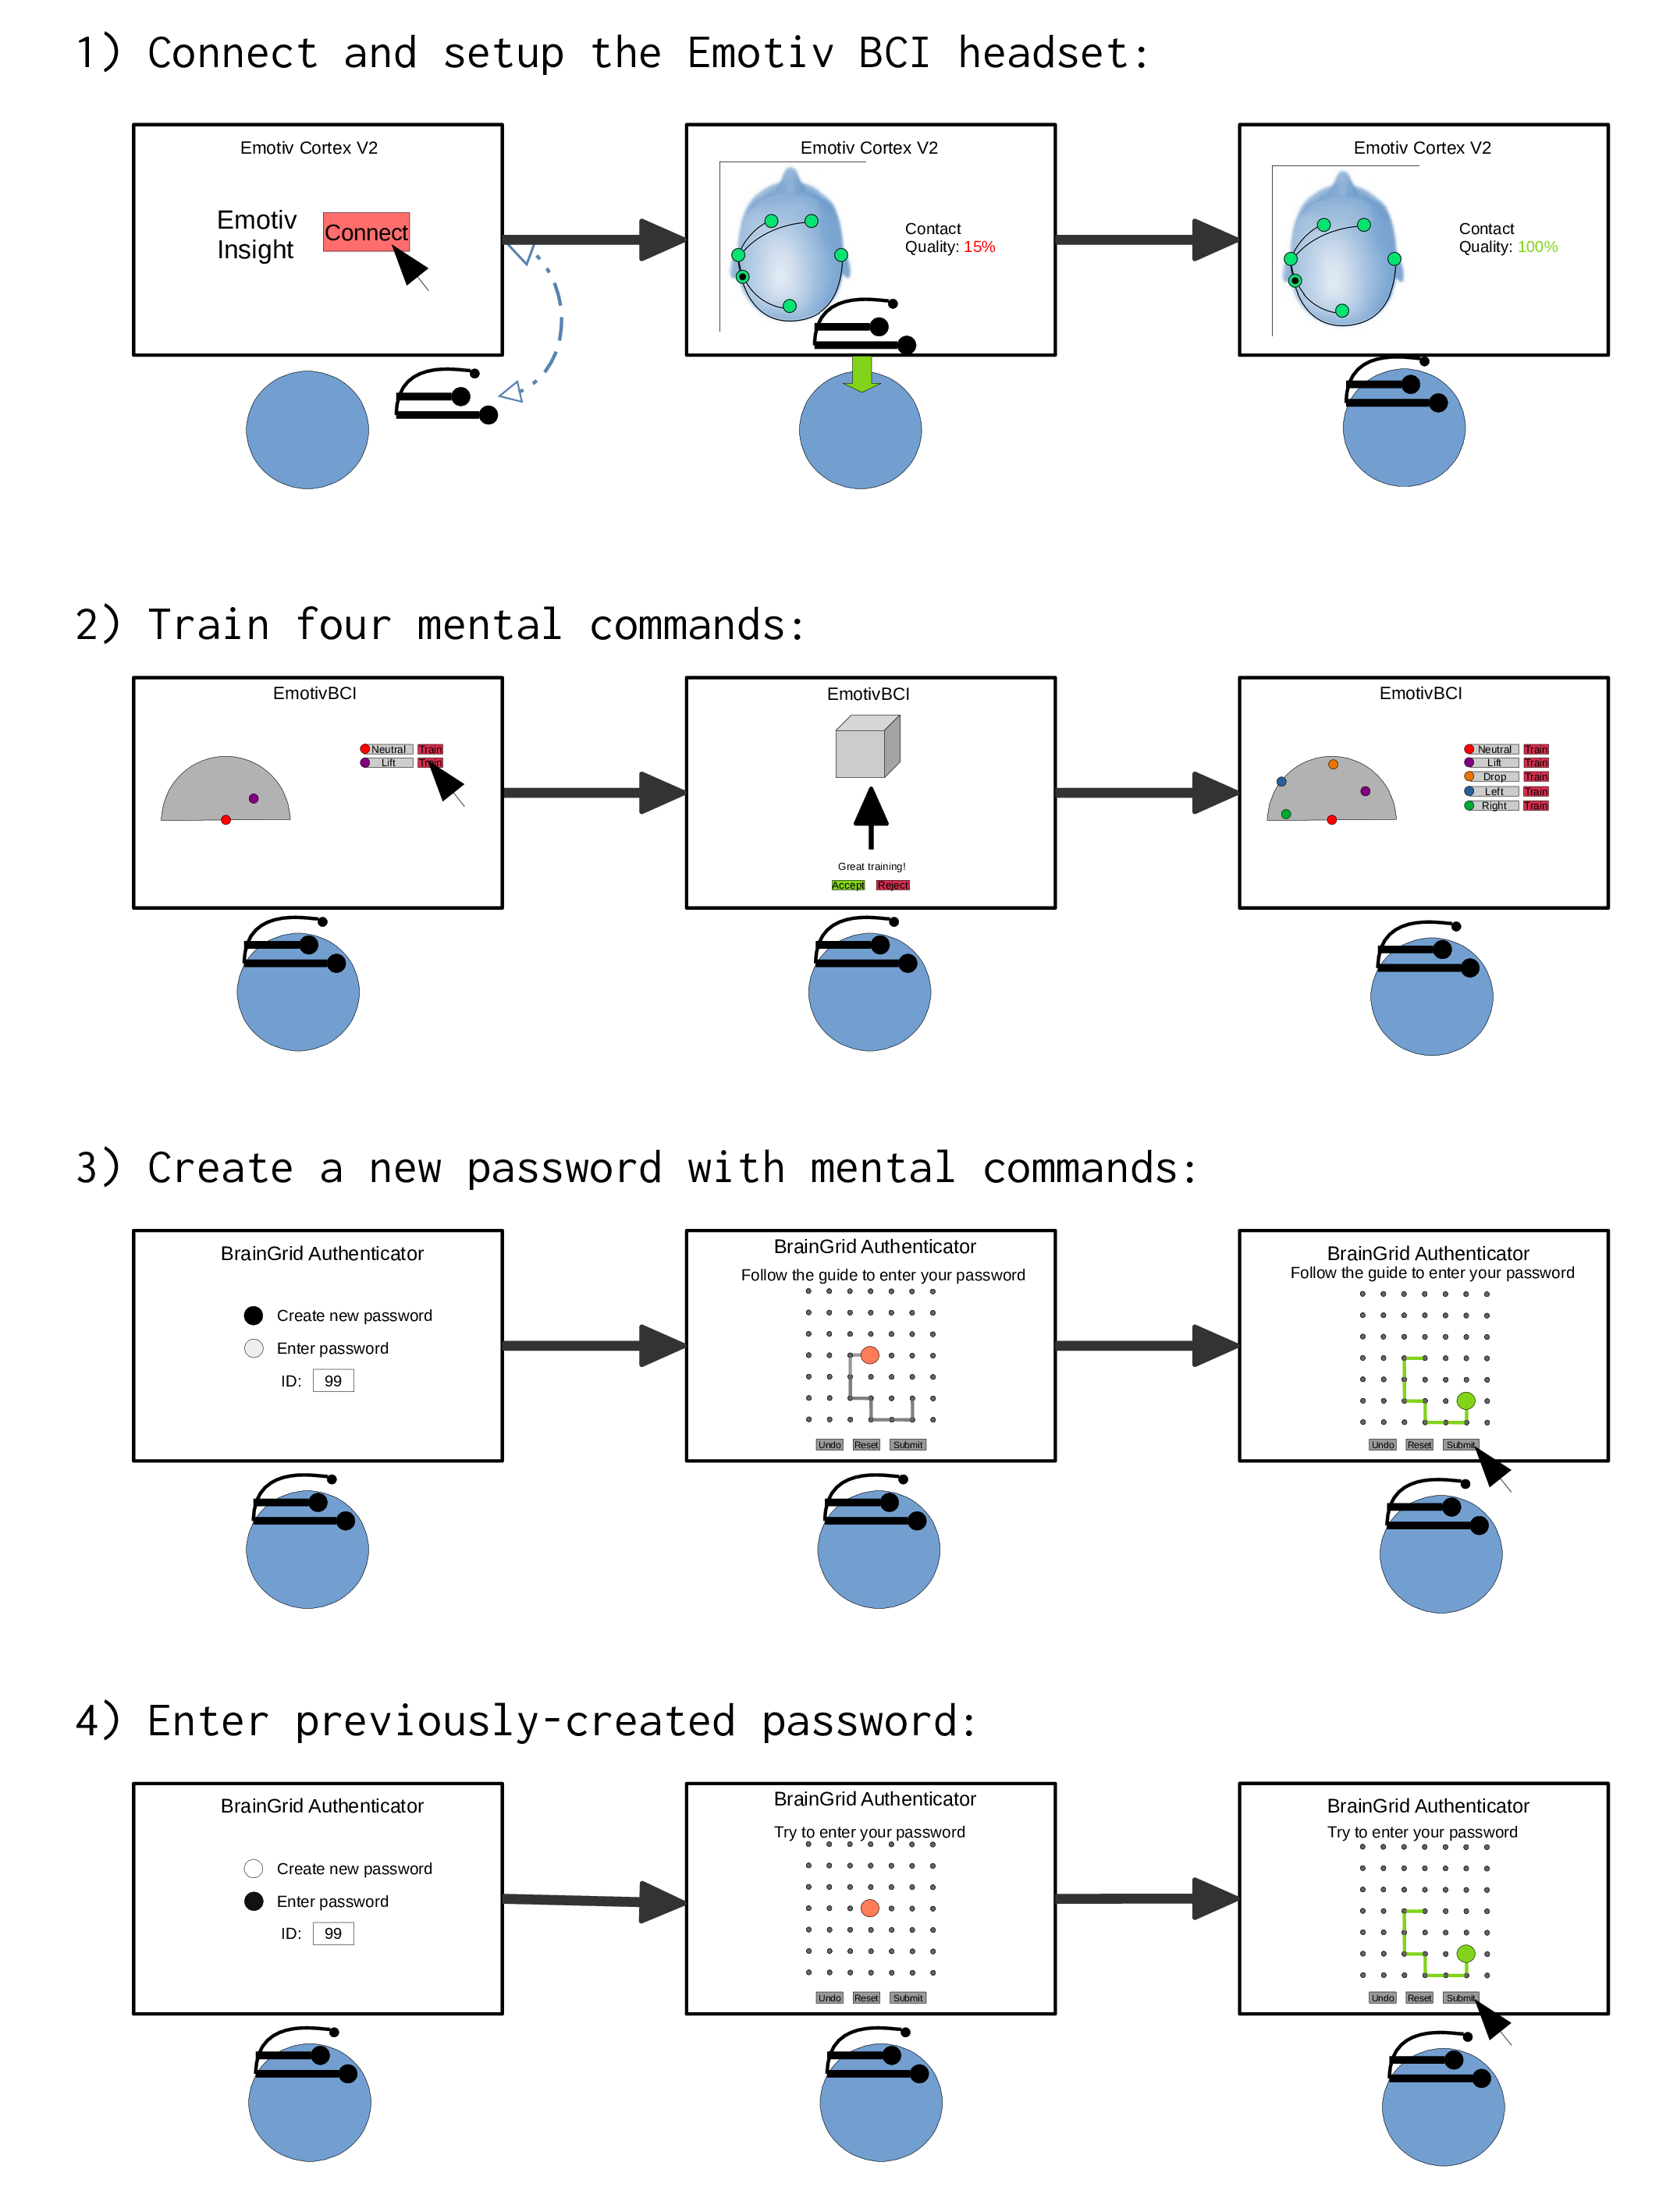 1) Connect and setup the Emotiv BCI headset:
Emotiv Cortex V2
Emotiv
Insight
Connect
Emotiv Cortex V2
Contact
Quality: 15%
Emotiv Cortex V2
Contact
Quality: 100%
2) Train four mental commands:
EmotivBCI
Neutral Train
Lift Train
EmotivBCI
Great training!
Accept Reject
EmotivBCI
Neutral Train
Lift Train
Drop Train
Left Train
Right Train
3) Create a new password with mental commands:
BrainGrid Authenticator
Create new password
Enter password
ID: 99
BrainGrid Authenticator
Follow the guide to enter your password
Undo Reset Submit
BrainGrid Authenticator
Follow the guide to enter your password
Undo Reset Submit
4) Enter previously-created password:
BrainGrid Authenticator
Create new password
Enter password
ID: 99
BrainGrid Authenticator
Try to enter your password
Undo Reset Submit
BrainGrid Authenticator
Try to enter your password
Undo Reset Submit